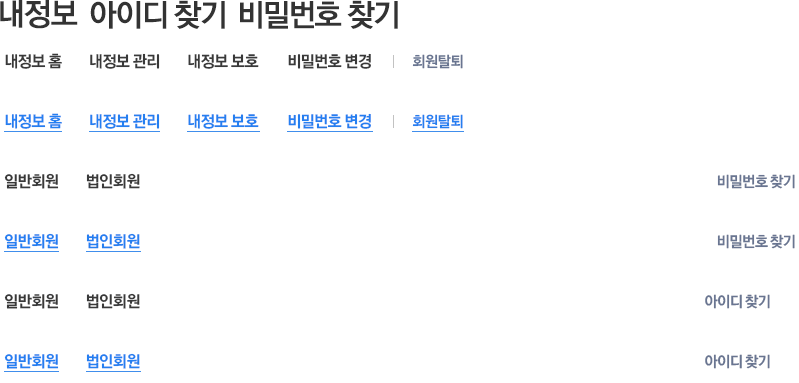 내정보 아이디 찾기 비밀번호 찾기
내정보 홈 내정보 관리 내정보 보호 비밀번호 변경 | 회원탈퇴
내정보 홈 내정보 관리 내정보 보호 비밀번호 변경 | 회원탈퇴
일반회원 법인회원 비밀번호 찾기
일반회원 법인회원 비밀번호 찾기
일반회원 법인회원 아이디 찾기
일반회원 법인회원 아이디 찾기